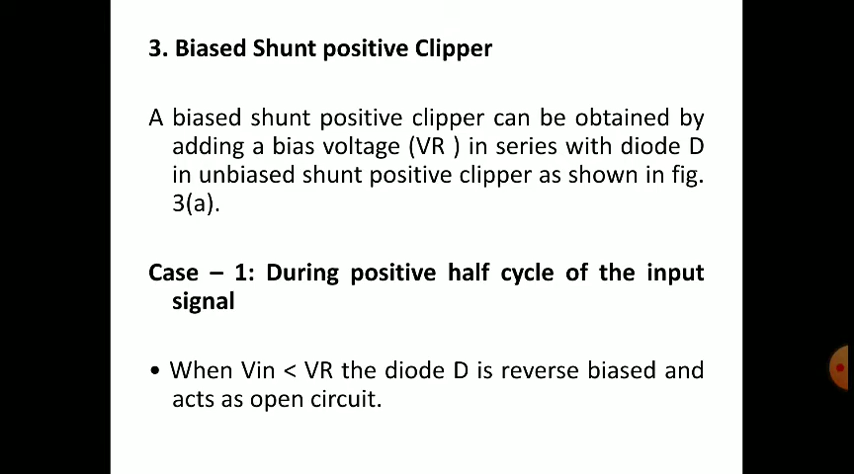 3. Biased Shunt positive Clipper
A biased shunt positive clipper can be obtained by
adding a bias voltage (VR ) in series with diode D
in unbiased shunt positive clipper as shown in fig.
3(a).
Case – 1: During positive half cycle of the input
signal
• When Vin < VR the diode D is reverse biased and
acts as open circuit.